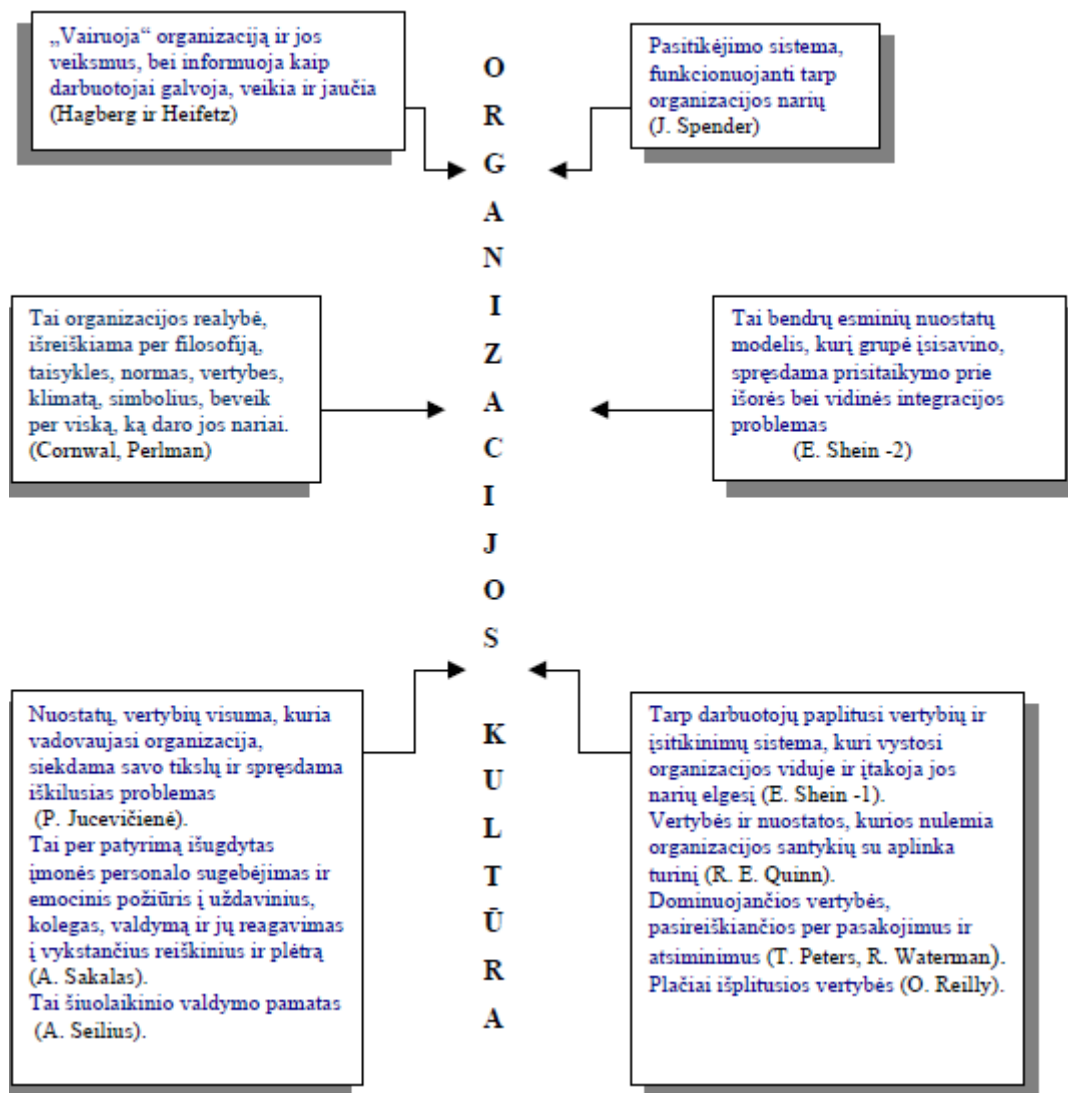 „Vairuoja“ organizaciją ir jos
veiksmus, bei informuoja kaip
darbuotojai galvoja, veikia ir jaučia
(Hagberg ir Heifetz)
Pasitikėjimo sistema,
funkcionuojanti tarp
organizacijos narių
(J. Spender)
Tai organizacijos realybė,
išreiškiama per filosofiją,
taisykles, normas, vertybes,
klimatą, simbolius, beveik
per viską, ką daro jos nariai.
(Cornwal, Perlman)
Tai bendrų esminių nuostatų
modelis, kurį grupė įsisavino,
spręsdama prisitaikymo prie
išorės bei vidinės integracijos
problemas
(E. Shein -2)
O
R
G
A
N
I
Z
A
C
I
J
O
S
K
U
L
T
Ū
R
A
Nuostatų, vertybių visuma, kuria
vadovaujasi organizacija,
siekdama savo tikslų ir spręsdama
iškilusias problemas
(P. Jucevičienė).
Tai per patyrimą išugdytas
įmonės personalo sugebėjimas ir
emocinis požiūris į uždavinius,
kolegas, valdymą ir jų reagavimas
į vykstančius reiškinius ir plėtrą
(A. Sakalas).
Tai šiuolaikinio valdymo pamatas
(A. Seilius).
Tarp darbuotojų paplitusi vertybių ir
įsitikinimų sistema, kuri vystosi
organizacijos viduje ir įtakoja jos
narių elgesį (E. Shein -1).
Vertybės ir nuostatos, kurios nulemia
organizacijos santykių su aplinka
turinį (R. E. Quinn).
Dominuojančios vertybės,
pasireiškiančios per pasakojimus ir
atsiminimus (T. Peters, R. Waterman).
Plačiai išplitusios vertybės (O. Reilly).